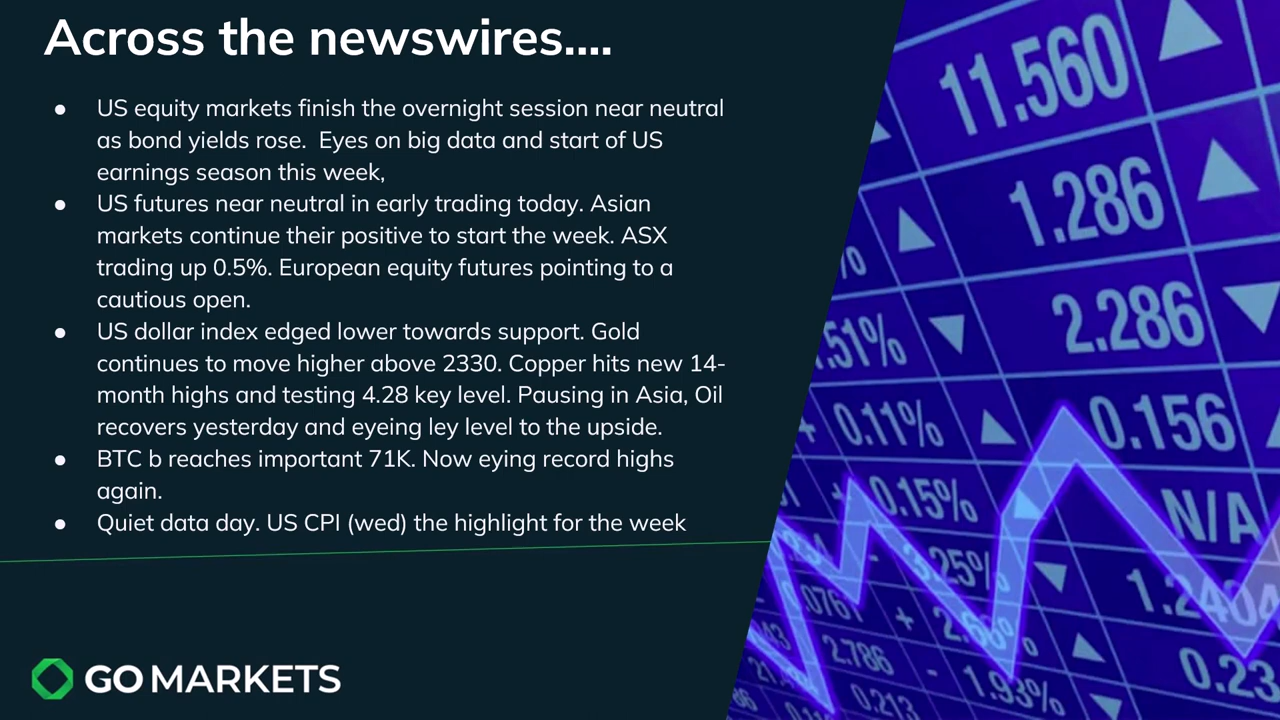 Across the newswires....
● US equity markets finish the overnight session near neutral
as bond yields rose.  Eyes on big data and start of US
earnings season this week,
● US futures near neutral in early trading today. Asian
markets continue their positive to start the week. ASX
trading up 0.5%. European equity futures pointing to a
cautious open.
● US dollar index edged lower towards support. Gold
continues to move higher above 2330. Copper hits new 14-
month highs and testing 4.28 key level. Pausing in Asia, Oil
recovers yesterday and eyeing ley level to the upside.
● BTC b reaches important 71K. Now eying record highs
again.
● Quiet data day. US CPI (wed) the highlight for the week
GO MARKETS
11.560
1.286
2.286
0.11%
0.156
0.15%
N/A
2.786
1.93%
0.213